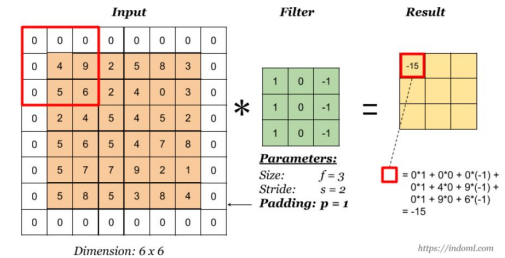 Input Filter Result
0 0 0 0 0 0 0 0
0 4 9 2 5 8 3 0
0 5 6 2 4 0 3 0
0 2 4 5 4 5 2 0
0 5 6 5 4 7 8 0
0 5 7 7 9 2 1 0
0 5 8 5 3 8 4 0
0 0 0 0 0 0 0 0
Dimension: 6 x 6
*
1 0 -1
1 0 -1
1 0 -1
Parameters:
Size: f = 3
Stride: s = 2
Padding: p = 1
=
-15
= 0*1 + 0*0 + 0*(-1) +
0*1 + 4*0 + 9*(-1) +
0*1 + 9*0 + 6*(-1)
= -15
https://indoml.com